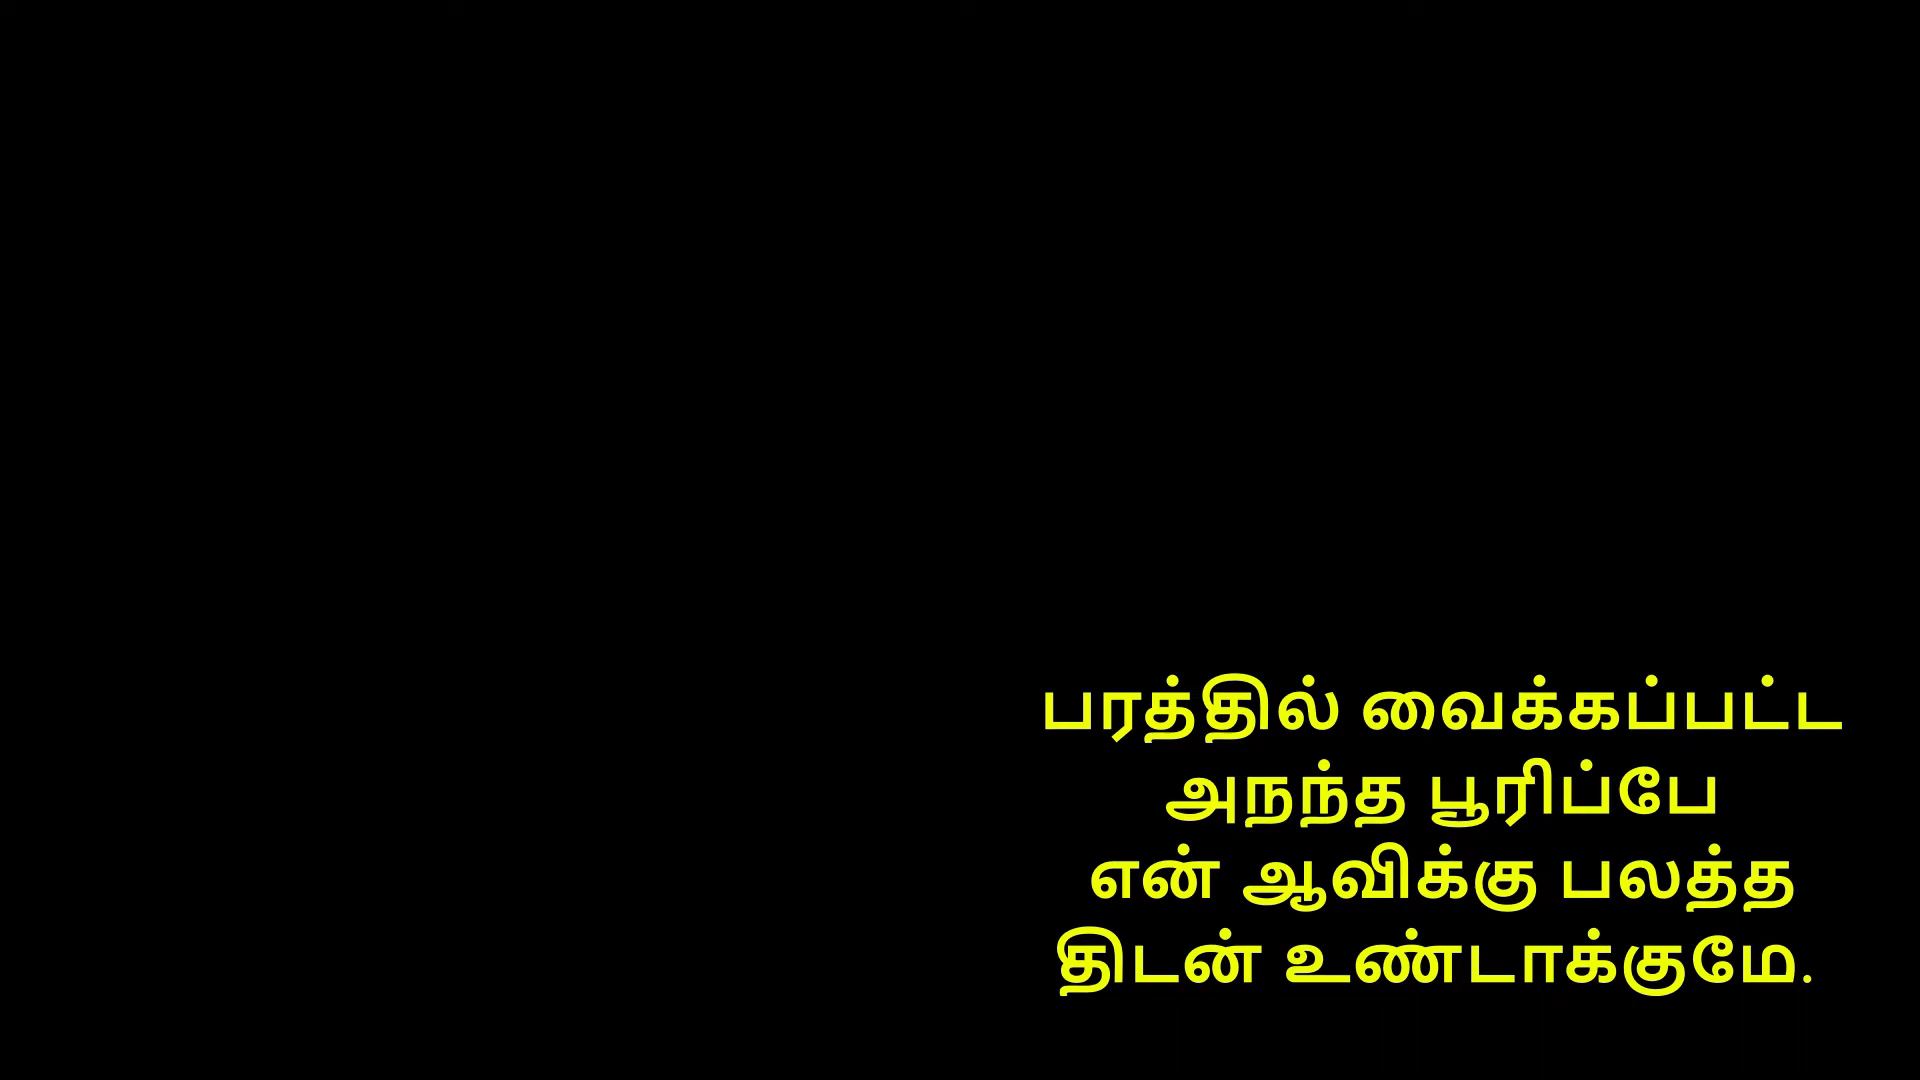 பரத்தில் வைக்கப்பட்ட
அநந்த பூரிப்பே
என் ஆவிக்கு பலத்த
திடன் உண்டாக்குமே.